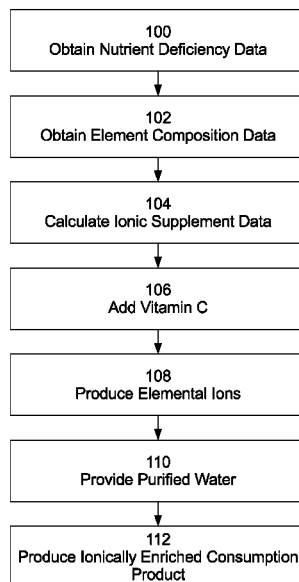 100
Obtain Nutrient Deficiency Data
102
Obtain Element Composition Data
104
Calculate Ionic Supplement Data
106
Add Vitamin C
108
Produce Elemental Ions
110
Provide Purified Water
112
Produce Ionically Enriched Consumption
Product